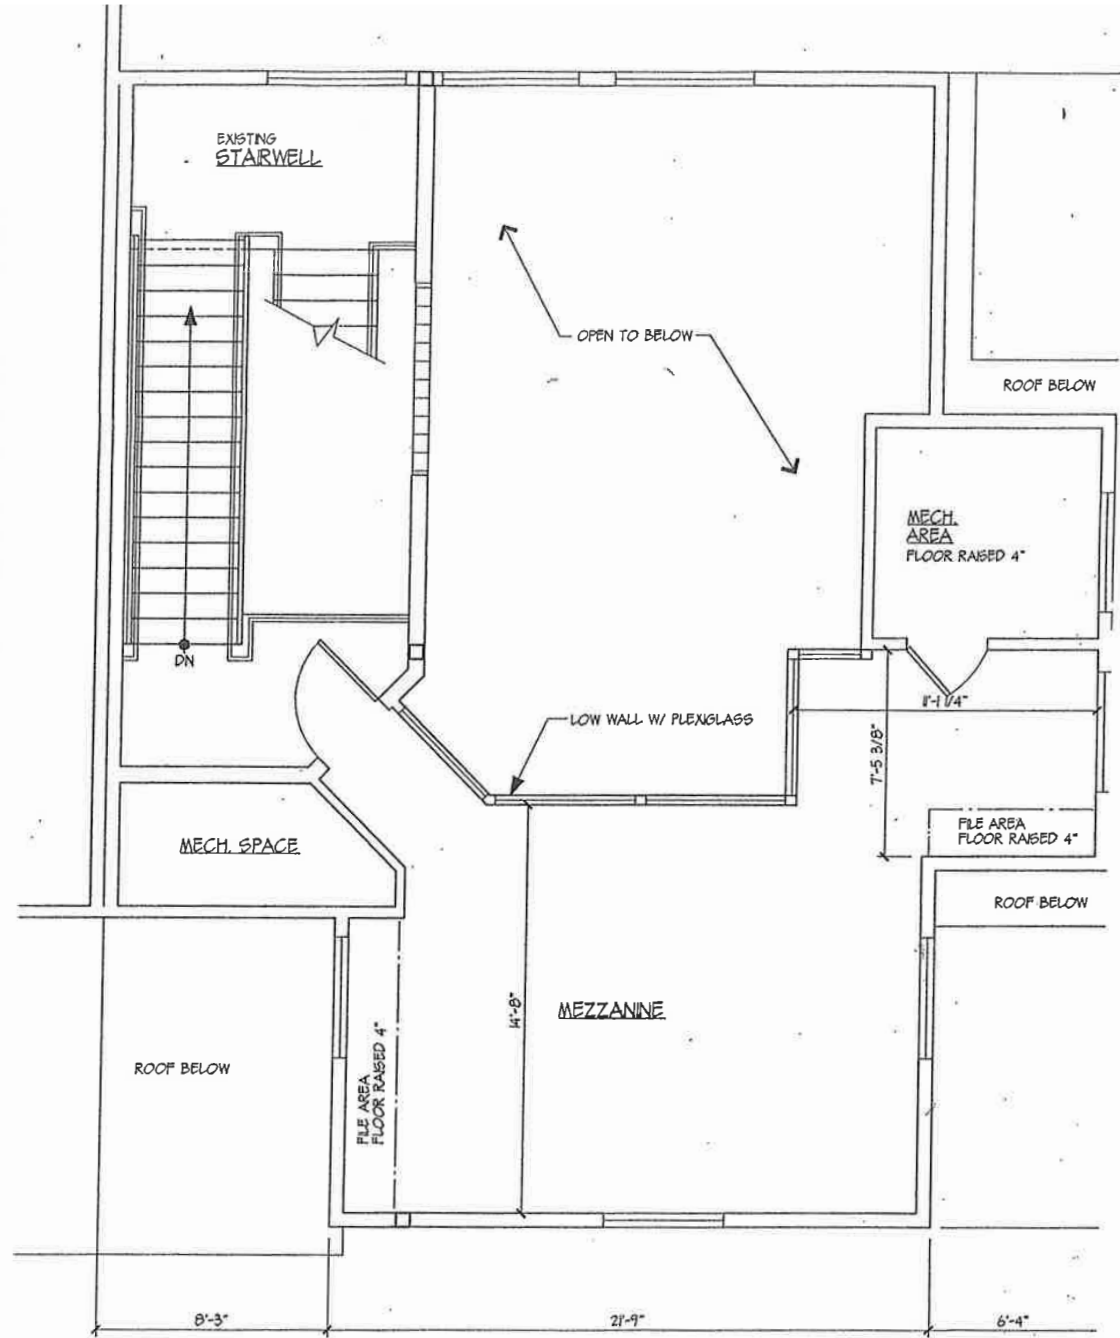 EXISTING
STAIRWELL
OPEN TO BELOW
ROOF BELOW
MECH.
AREA
FLOOR RAISED 4"
DN
11'-1 1/4"
LOW WALL W/ PLEXIGLASS
7'-5 3/8"
FILE AREA
FLOOR RAISED 4"
MECH. SPACE
ROOF BELOW
14'-8"
MEZZANINE
FILE AREA
FLOOR RAISED 4"
ROOF BELOW
8'-3"
21'-9"
6'-4"